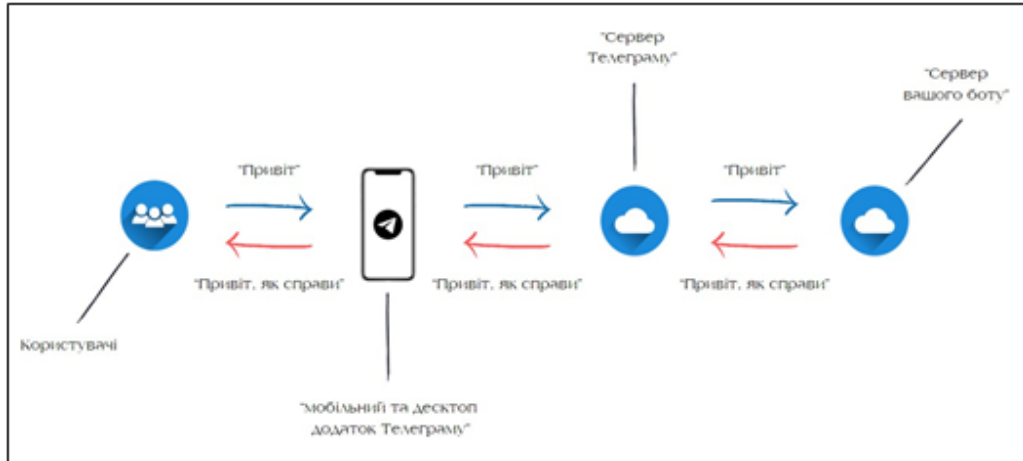 "Сервер
Телеграму"
"Сервер
вашого боту"
"Привіт"
"Привіт"
"Привіт"
"Привіт, як справи"
"Привіт, як справи"
"Привіт, як справи"
Користувачі
"мобільний та десктоп
додаток Телеграму"